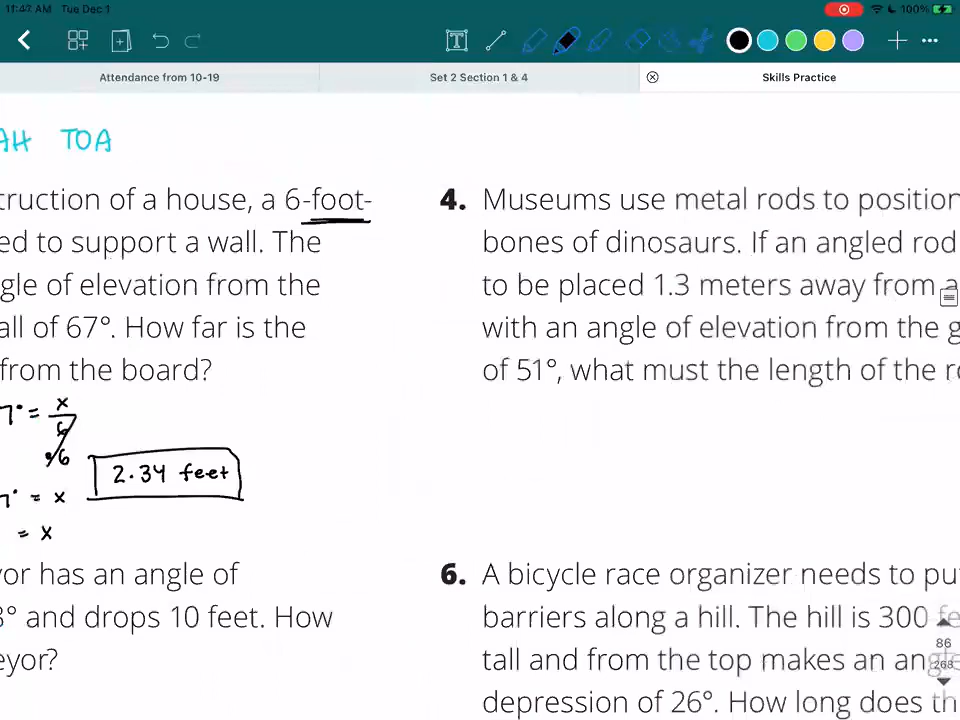 11:42 AM Tue Dec 1
100%
Attendance from 10-19
Set 2 Section 1 & 4
Skills Practice
AH TOA
truction of a house, a 6-foot-
ed to support a wall. The
gle of elevation from the
all of 67°. How far is the
from the board?
7° = x
6
• 6
2.34 feet
7° = x
= x
yor has an angle of
8° and drops 10 feet. How
eyor?
4. Museums use metal rods to position
bones of dinosaurs. If an angled rod
to be placed 1.3 meters away from a
with an angle of elevation from the g
of 51°, what must the length of the ro
6. A bicycle race organizer needs to pu
barriers along a hill. The hill is 300 fe
tall and from the top makes an ang
depression of 26°. How long does th
86
268